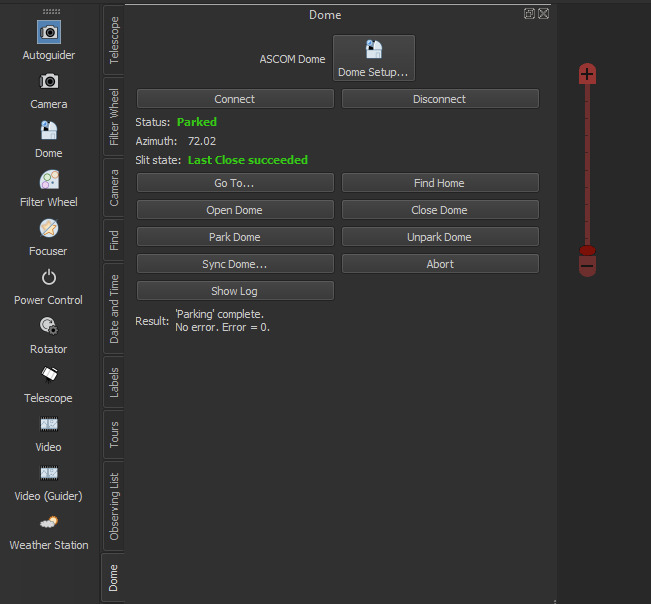 Autoguider
Camera
Dome
Filter Wheel
Focuser
Power Control
Rotator
Telescope
Video
Video (Guider)
Weather Station
Telescope
Filter Wheel
Camera
Find
Date and Time
Labels
Tours
Observing List
Dome
Dome
ASCOM Dome
Dome Setup...
Connect
Disconnect
Status: Parked
Azimuth: 72.02
Slit state: Last Close succeeded
Go To...
Find Home
Open Dome
Close Dome
Park Dome
Unpark Dome
Sync Dome...
Abort
Show Log
Result: 'Parking' complete.
No error. Error = 0.